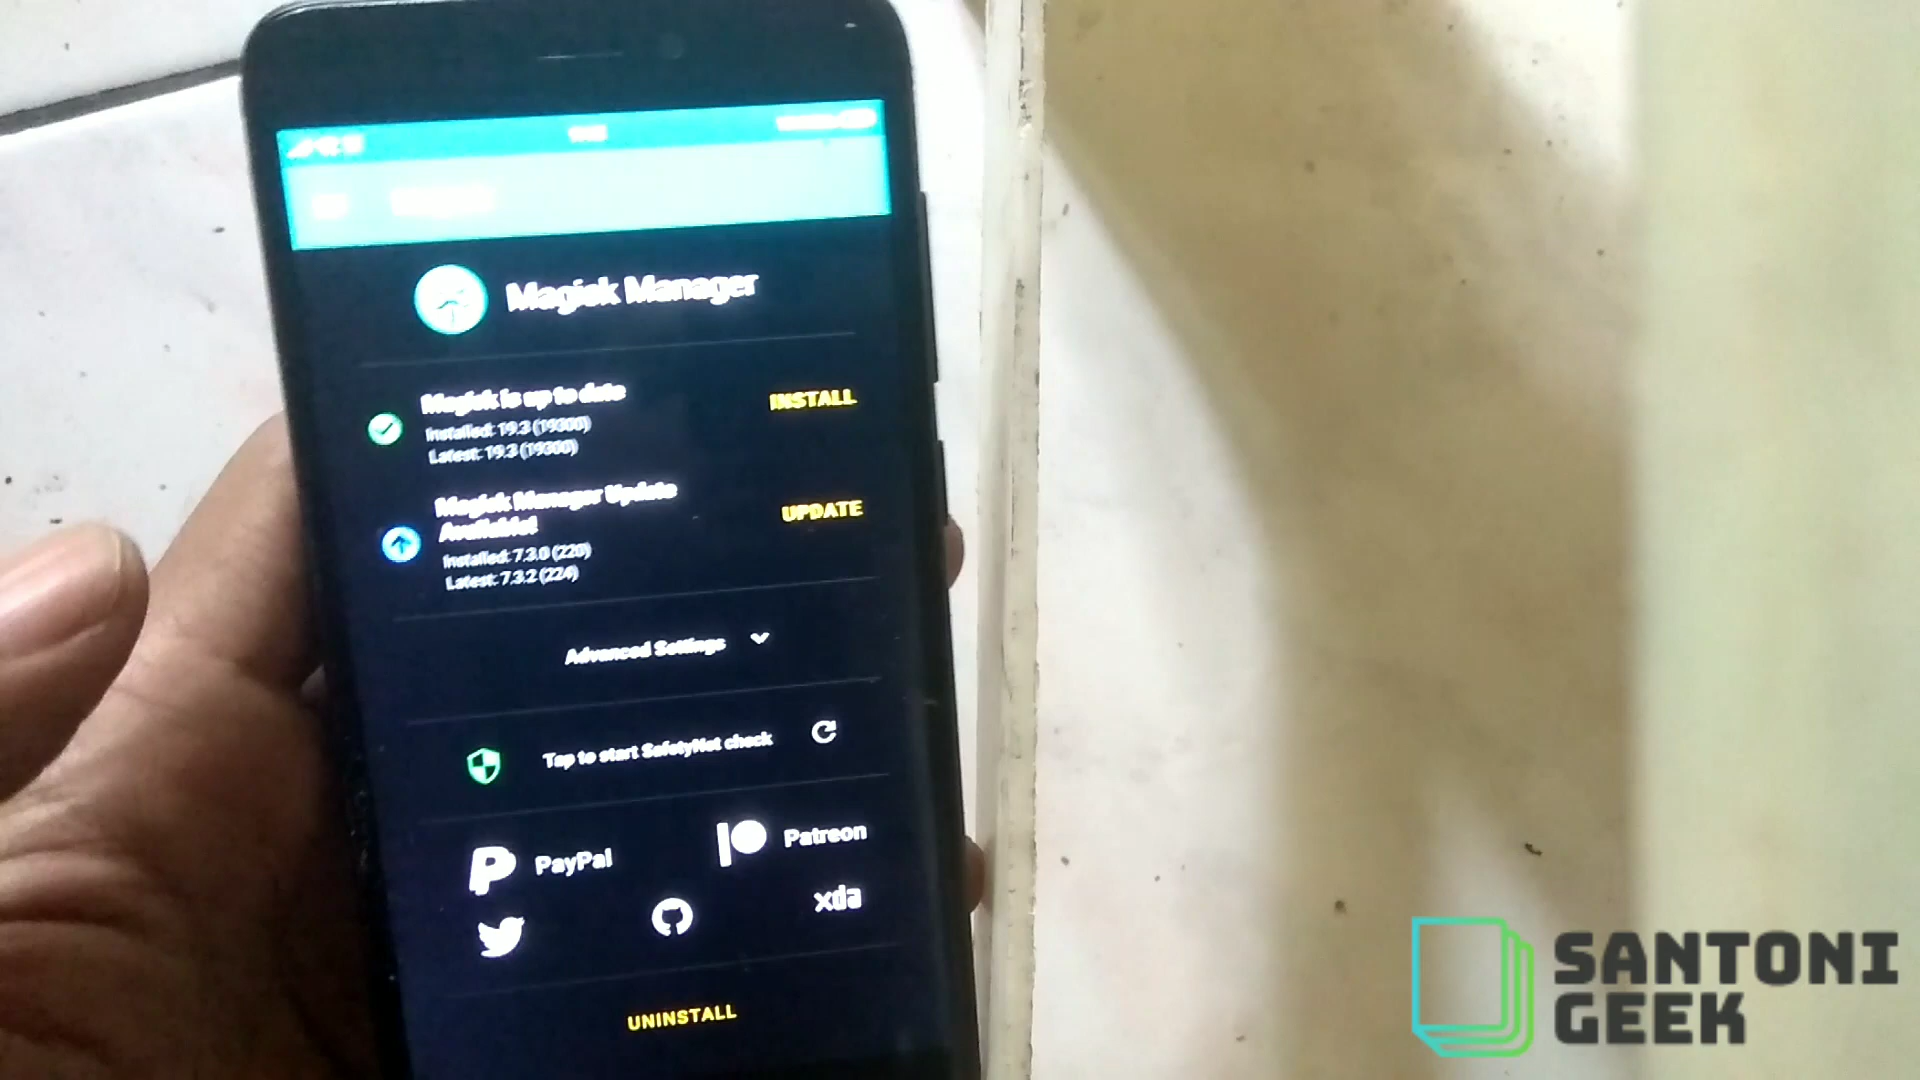 Magisk Manager
Magisk is up to date
INSTALL
Installed: 19.3 (19300)
Latest: 19.3 (19300)
Magisk Manager Update
Available!
UPDATE
Installed: 7.3.0 (220)
Latest: 7.3.2 (224)
Advanced Settings
Tap to start SafetyNet check
PayPal
Patreon
xda
UNINSTALL
SANTONI
GEEK